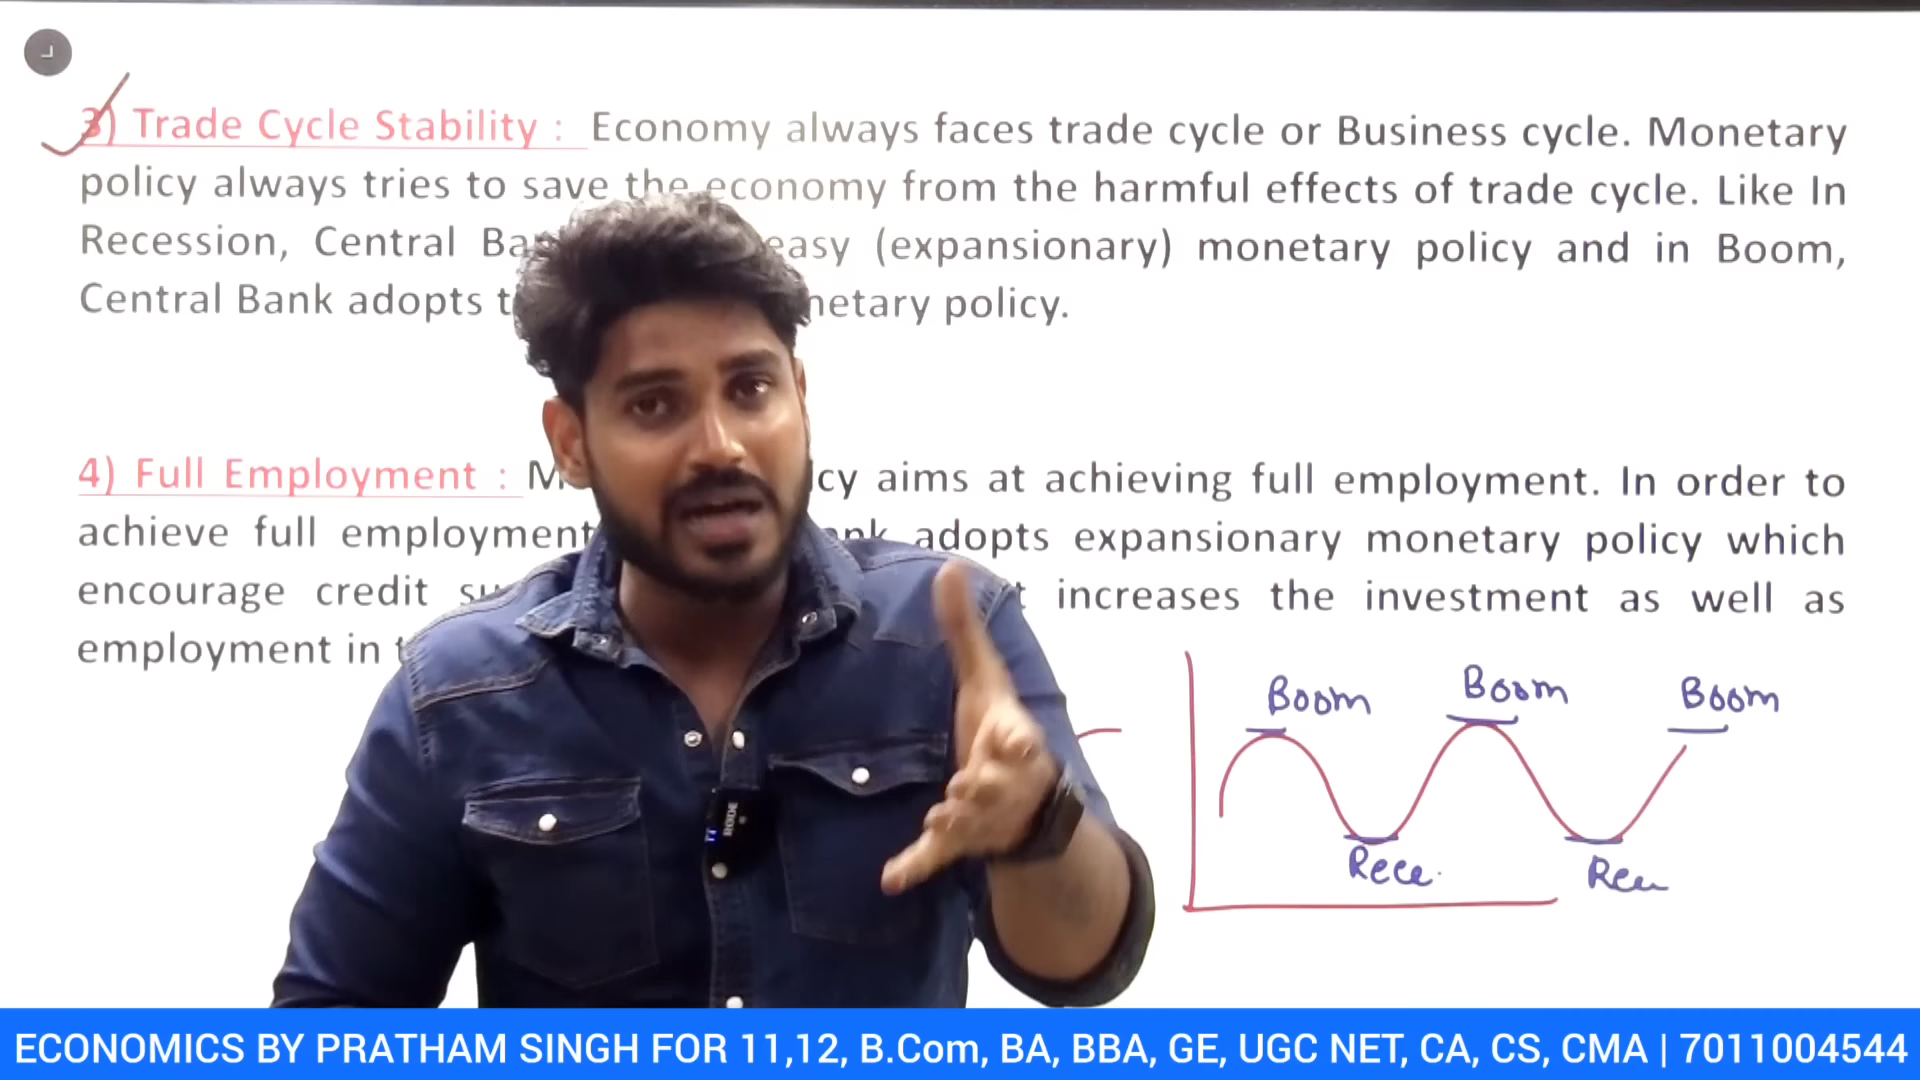 3) Trade Cycle Stability : Economy always faces trade cycle or Business cycle. Monetary
policy always tries to save the economy from the harmful effects of trade cycle. Like In
Recession, Central easy (expansionary) monetary policy and in Boom,
Central Bank adopts policy.
4) Full Employment : aims at achieving full employment. In order to
achieve full employment adopts expansionary monetary policy which
encourage credit increases the investment as well as
employment in
Boom Boom Boom
Rece.
RODE
ECONOMICS BY PRATHAM SINGH FOR 11,12, B.Com, BA, BBA, GE, UGC NET, CA, CS, CMA | 7011004544